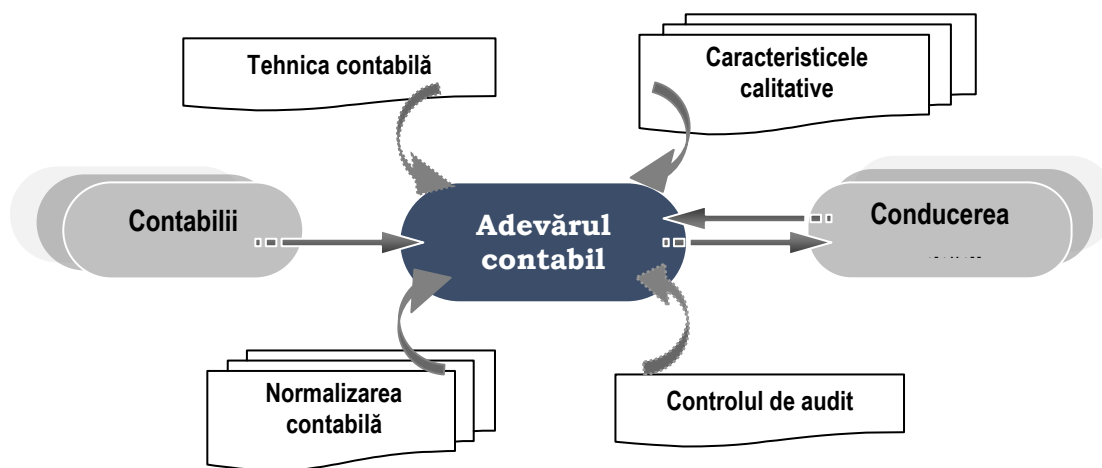 Tehnica contabilă
Caracteristicele
calitative
Contabilii
Adevărul
contabil
Conducerea
Normalizarea
contabilă
Controlul de audit